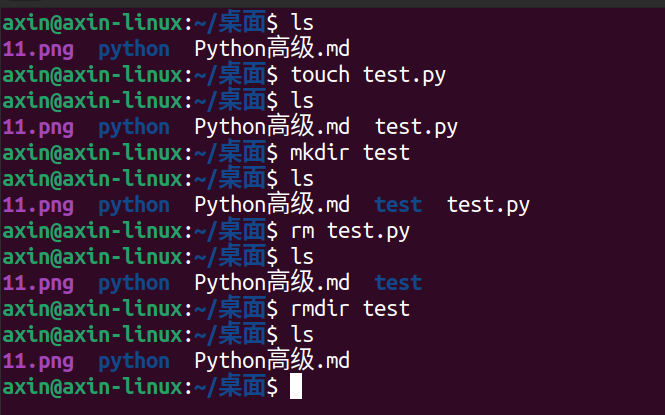 axin@axin-linux:~/桌面$ ls
11.png  python  Python高级.md
axin@axin-linux:~/桌面$ touch test.py
axin@axin-linux:~/桌面$ ls
11.png  python  Python高级.md  test.py
axin@axin-linux:~/桌面$ mkdir test
axin@axin-linux:~/桌面$ ls
11.png  python  Python高级.md  test  test.py
axin@axin-linux:~/桌面$ rm test.py
axin@axin-linux:~/桌面$ ls
11.png  python  Python高级.md  test
axin@axin-linux:~/桌面$ rmdir test
axin@axin-linux:~/桌面$ ls
11.png  python  Python高级.md
axin@axin-linux:~/桌面$